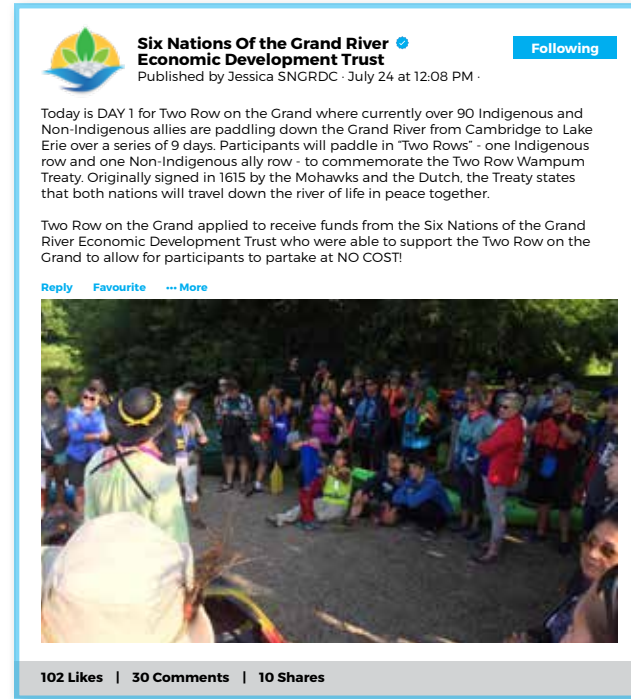 Six Nations Of the Grand River
Economic Development Trust
Following
Published by Jessica SNGRDC · July 24 at 12:08 PM ·
Today is DAY 1 for Two Row on the Grand where currently over 90 Indigenous and
Non-Indigenous allies are paddling down the Grand River from Cambridge to Lake
Erie over a series of 9 days. Participants will paddle in "Two Rows" - one Indigenous
row and one Non-Indigenous ally row - to commemorate the Two Row Wampum
Treaty. Originally signed in 1615 by the Mohawks and the Dutch, the Treaty states
that both nations will travel down the river of life in peace together.
Two Row on the Grand applied to receive funds from the Six Nations of the Grand
River Economic Development Trust who were able to support the Two Row on the
Grand to allow for participants to partake at NO COST!
Reply Favourite ••• More
102 Likes | 30 Comments | 10 Shares